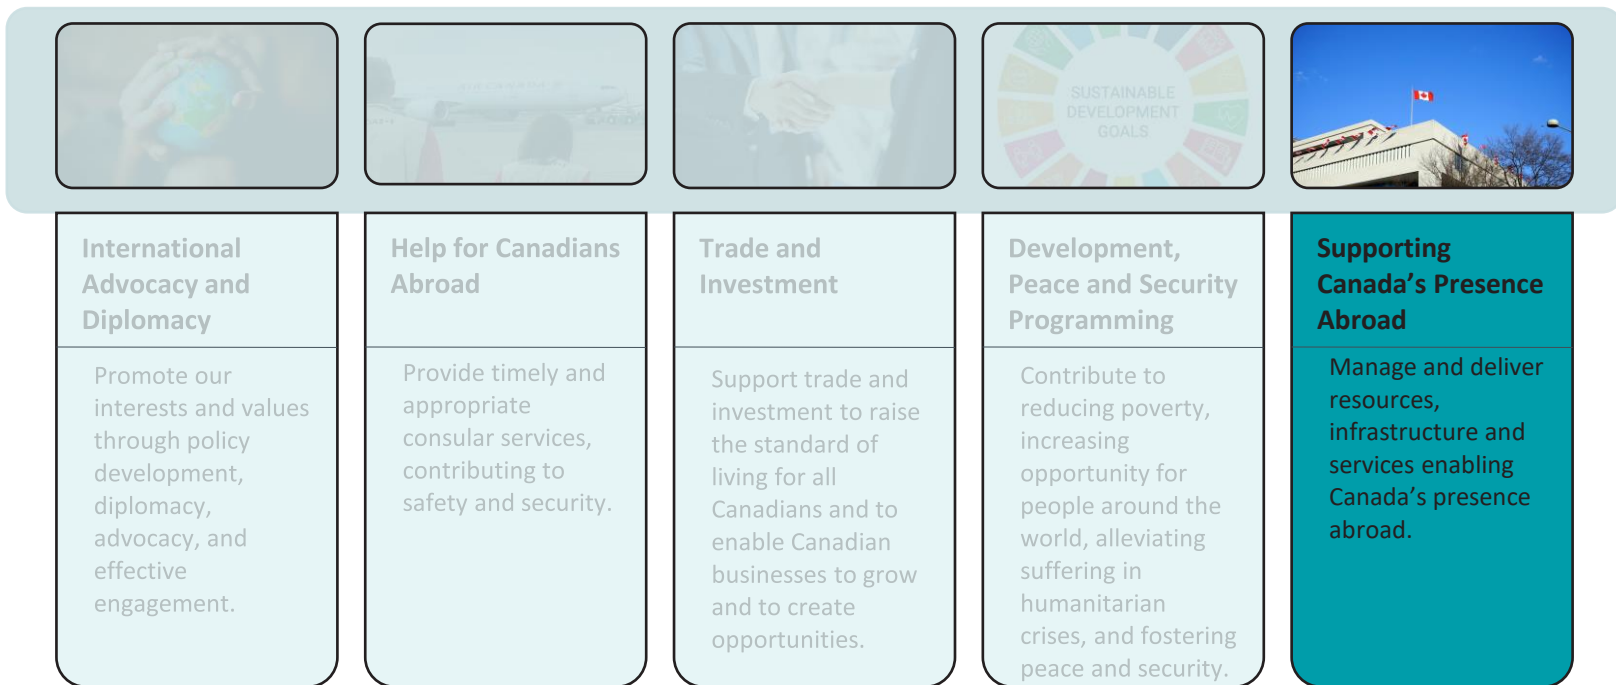 SUSTAINABLE
DEVELOPMENT
GOALS
International
Advocacy and
Diplomacy
Promote our
interests and values
through policy
development,
diplomacy,
advocacy, and
effective
engagement.
Help for Canadians
Abroad
Provide timely and
appropriate
consular services,
contributing to
safety and security.
Trade and
Investment
Support trade and
investment to raise
the standard of
living for all
Canadians and to
enable Canadian
businesses to grow
and to create
opportunities.
Development,
Peace and Security
Programming
Contribute to
reducing poverty,
increasing
opportunity for
people around the
world, alleviating
suffering in
humanitarian
crises, and fostering
peace and security.
Supporting
Canada’s Presence
Abroad
Manage and deliver
resources,
infrastructure and
services enabling
Canada’s presence
abroad.